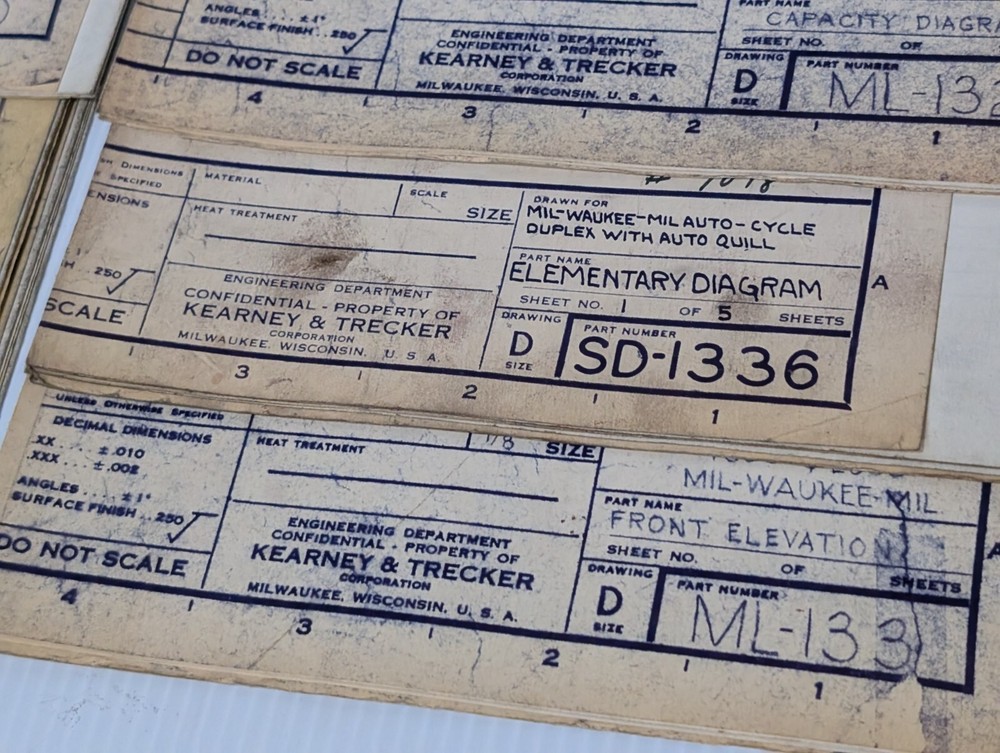 ANGLES . . . . ± 1°
SURFACE FINISH . . 250
DO NOT SCALE
ENGINEERING DEPARTMENT
CONFIDENTIAL - PROPERTY OF
KEARNEY & TRECKER
CORPORATION
MILWAUKEE, WISCONSIN, U. S. A.
PART NAME
CAPACITY
SHEET NO. OF
DRAWING
D
SIZE
PART NUMBER
ML-132
4 3 2 1
DIMENSIONS
SPECIFIED
MATERIAL
SCALE
SIZE
HEAT TREATMENT
250
SCALE
ENGINEERING DEPARTMENT
CONFIDENTIAL - PROPERTY OF
KEARNEY & TRECKER
CORPORATION
MILWAUKEE, WISCONSIN, U. S. A.
DRAWN FOR
MIL-WAUKEE-MIL AUTO-CYCLE
DUPLEX WITH AUTO QUILL
PART NAME
ELEMENTARY DIAGRAM
SHEET NO. 1 OF 5 SHEETS
DRAWING
D
SIZE
PART NUMBER
SD-1336
A
3 2 1
UNLESS OTHERWISE SPECIFIED
DECIMAL DIMENSIONS
.XX . . . ± .010
.XXX . . . ± .002
ANGLES . . . . ± 1°
SURFACE FINISH . . 250
DO NOT SCALE
1/8 SIZE
HEAT TREATMENT
ENGINEERING DEPARTMENT
CONFIDENTIAL - PROPERTY OF
KEARNEY & TRECKER
CORPORATION
MILWAUKEE, WISCONSIN, U. S. A.
MIL-WAUKEE-MIL
PART NAME
FRONT ELEVATION
SHEET NO. OF SHEETS
DRAWING
D
SIZE
PART NUMBER
ML-133
A
4 3 2 1